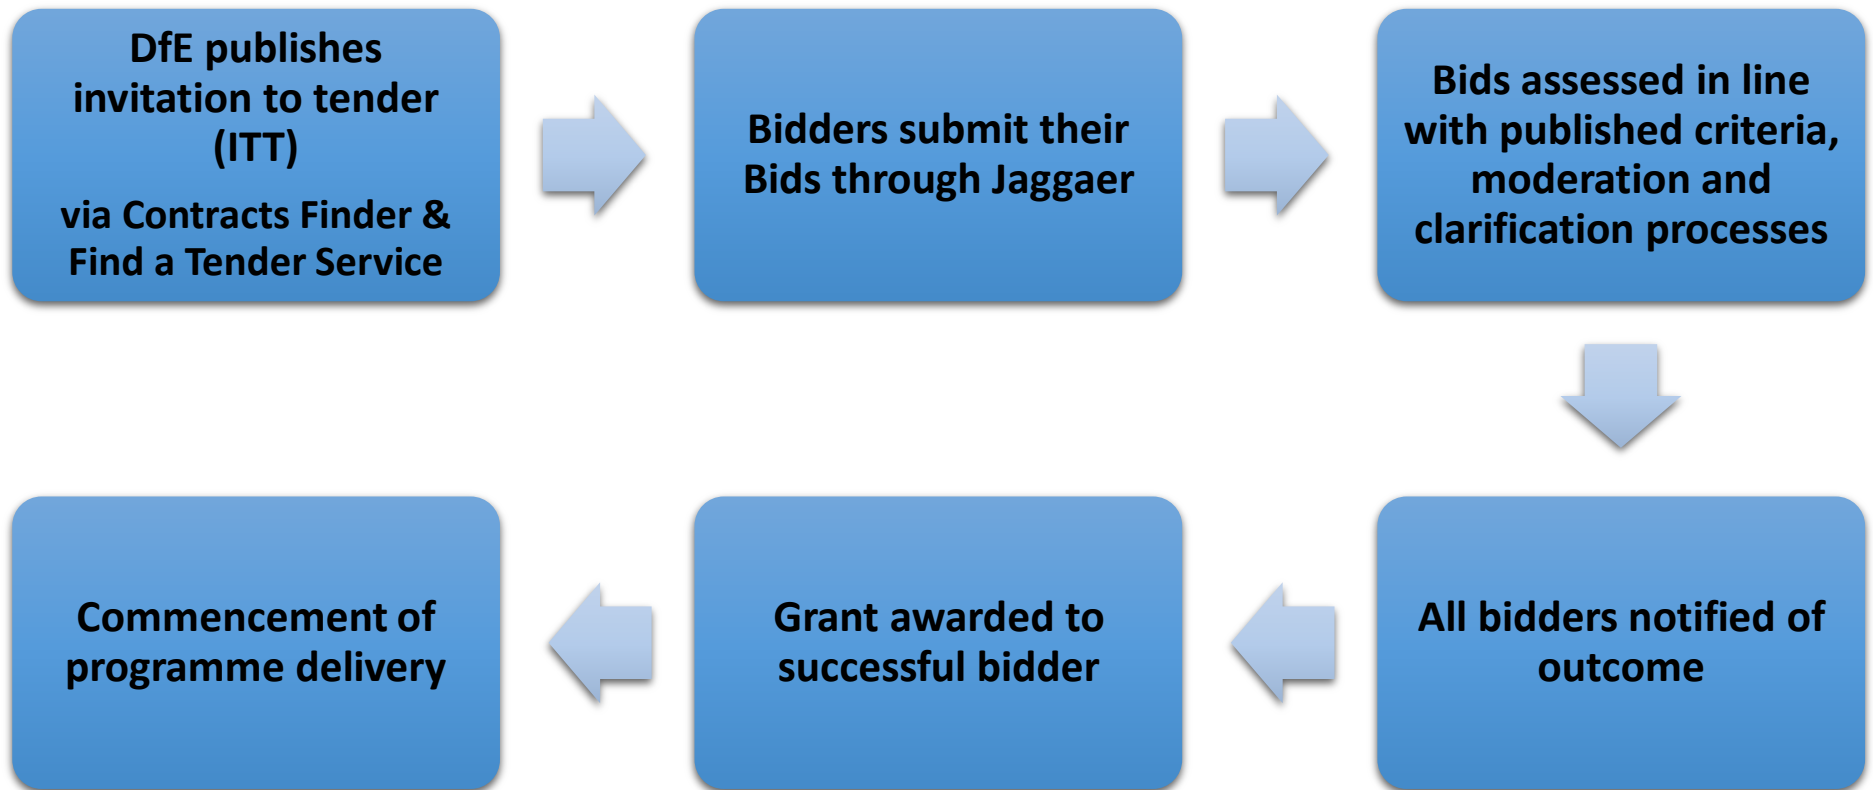 DfE publishes
invitation to tender
(ITT)
via Contracts Finder &
Find a Tender Service
Bidders submit their
Bids through Jaggaer
Bids assessed in line
with published criteria,
moderation and
clarification processes
All bidders notified of
outcome
Grant awarded to
successful bidder
Commencement of
programme delivery